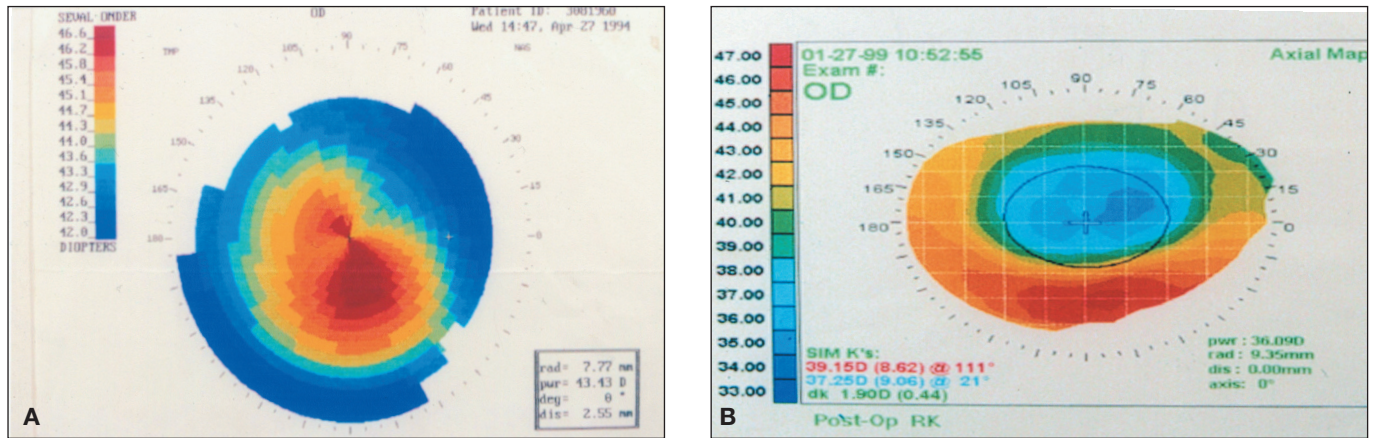 SEVAL-ONDER
46.6
46.2
45.8
45.4
45.1
44.7
44.3
44.0
43.6
43.3
42.9
42.6
42.3
42.0
DIOPTERS
OD
Patient ID: 3001960
Wed 14:47, Apr 27 1994
TMP
NAS
105
90
75
120
60
135
45
150
30
165
15
180
0
rad= 7.77 mm
pwr= 43.43 D
deg= 0 °
dis= 2.55 mm
A
47.00
46.00
45.00
44.00
43.00
42.00
41.00
40.00
39.00
38.00
37.00
36.00
35.00
34.00
33.00
01-27-99 10:52:55
Exam #:
OD
Axial Map
105
90
75
120
60
135
45
150
30
165
15
180
0
SIM K's:
39.15D (8.62) @ 111°
37.25D (9.06) @ 21°
dk 1.90D (0.44)
pwr : 36.09D
rad : 9.35mm
dis : 0.00mm
axis: 0°
B
Post-Op RK